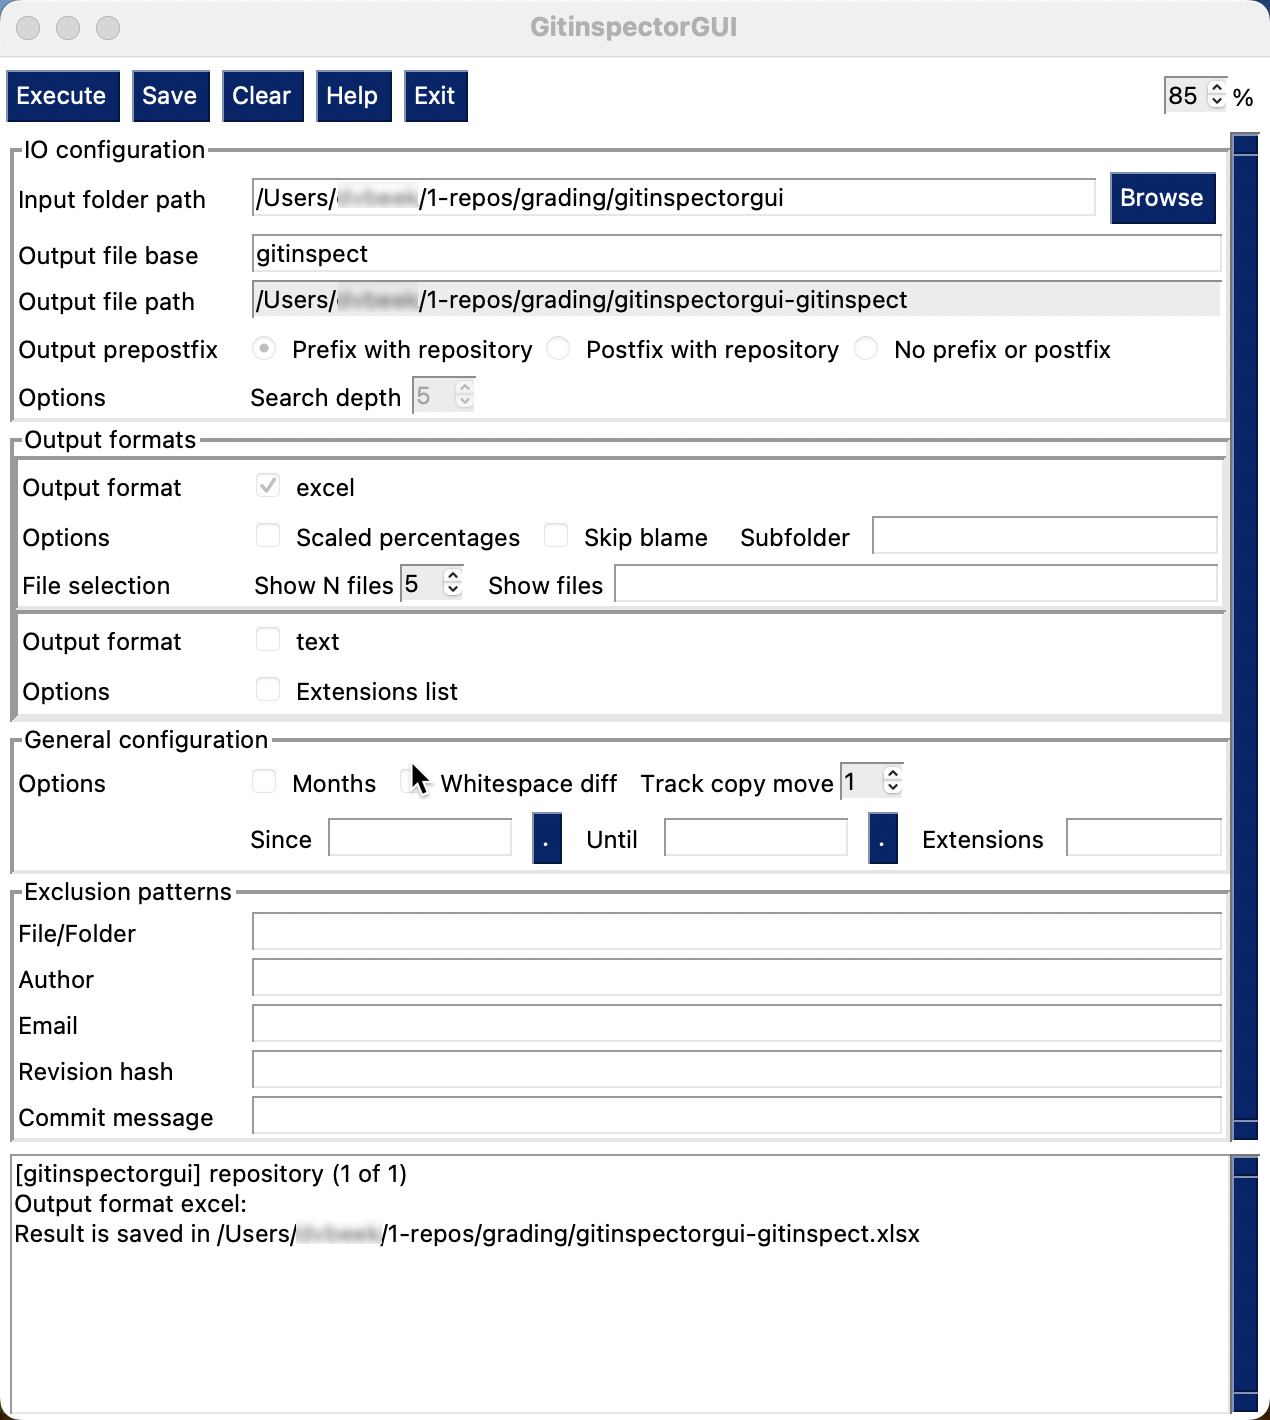 GitinspectorGUI
Execute Save Clear Help Exit 85 %
IO configuration
Input folder path /Users/ /1-repos/grading/gitinspectorgui Browse
Output file base gitinspect
Output file path /Users/ /1-repos/grading/gitinspectorgui-gitinspect
Output prepostfix Prefix with repository Postfix with repository No prefix or postfix
Options Search depth 5
Output formats
Output format excel
Options Scaled percentages Skip blame Subfolder
File selection Show N files 5 Show files
Output format text
Options Extensions list
General configuration
Options Months Whitespace diff Track copy move 1
Since . Until . Extensions
Exclusion patterns
File/Folder
Author
Email
Revision hash
Commit message
[gitinspectorgui] repository (1 of 1)
Output format excel:
Result is saved in /Users/ /1-repos/grading/gitinspectorgui-gitinspect.xlsx